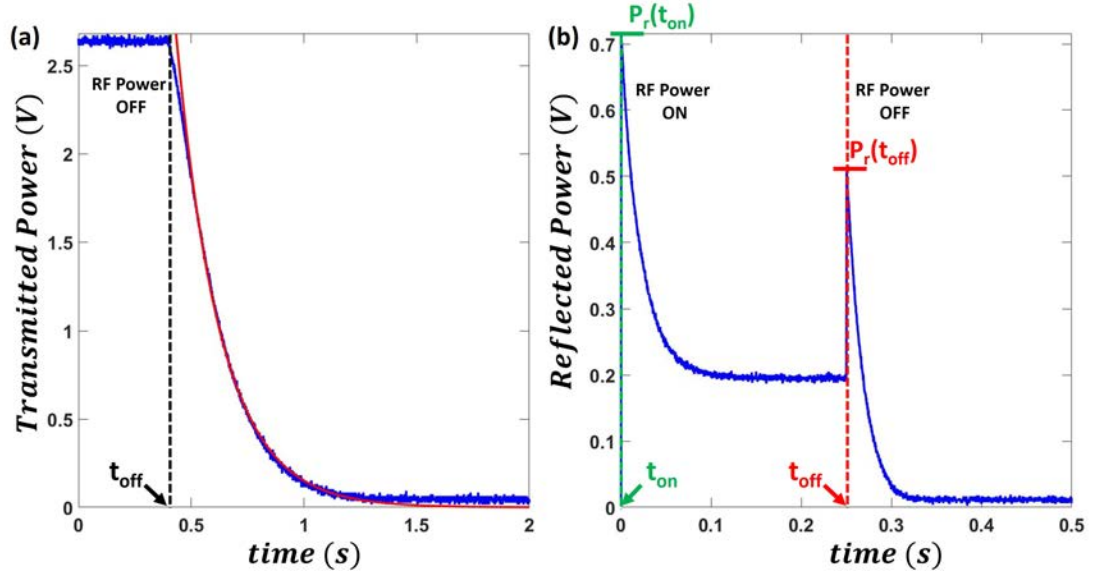 (a)
Transmitted Power (V)
2.5
2
1.5
1
0.5
0
RF Power
OFF
t_off
0
0.5
1
1.5
2
time (s)
(b)
P_r(t_on)
Reflected Power (V)
0.7
0.6
0.5
0.4
0.3
0.2
0.1
0
RF Power
ON
RF Power
OFF
P_r(t_off)
t_on
t_off
0
0.1
0.2
0.3
0.4
0.5
time (s)